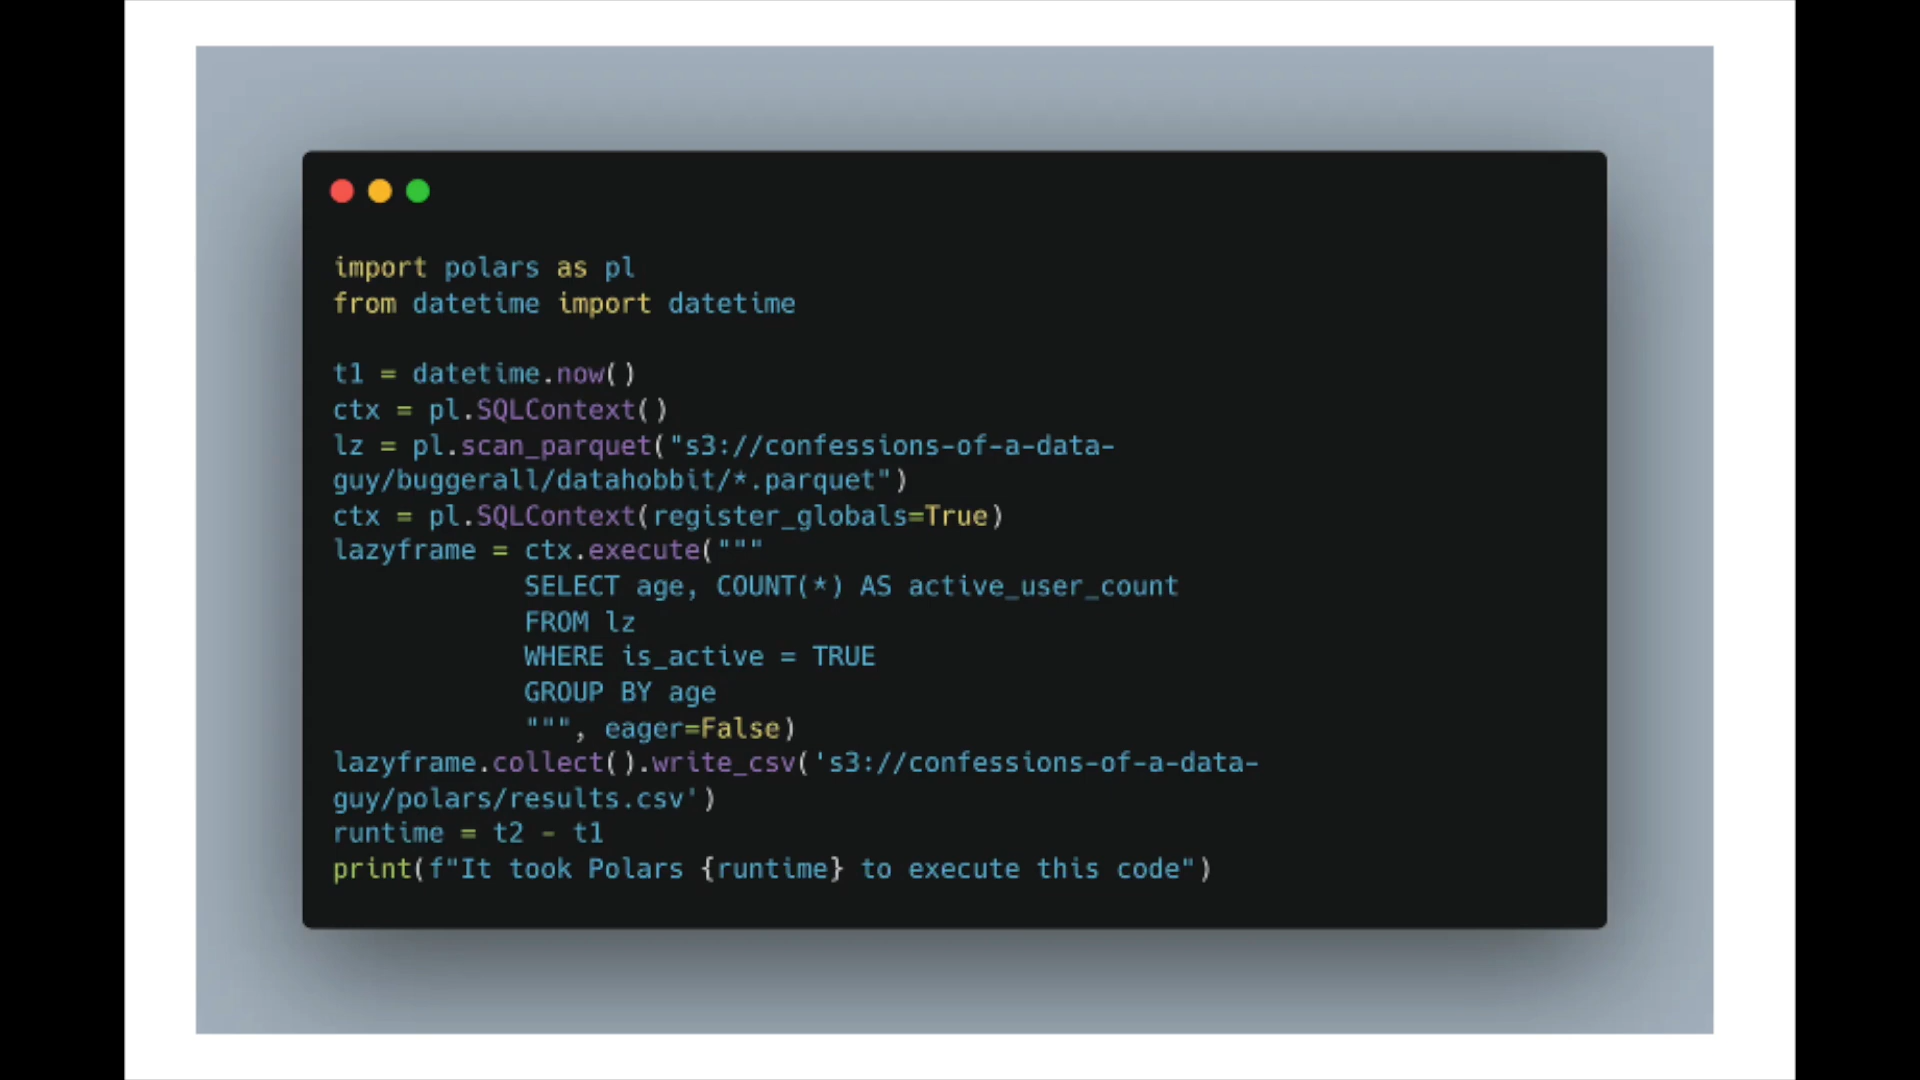 import polars as pl
from datetime import datetime
t1 = datetime.now()
ctx = pl.SQLContext()
lz = pl.scan_parquet("s3://confessions-of-a-data-
guy/buggerall/datahobbit/*.parquet")
ctx = pl.SQLContext(register_globals=True)
lazyframe = ctx.execute("""
SELECT age, COUNT(*) AS active_user_count
FROM lz
WHERE is_active = TRUE
GROUP BY age
""", eager=False)
lazyframe.collect().write_csv('s3://confessions-of-a-data-
guy/polars/results.csv')
runtime = t2 - t1
print(f"It took Polars {runtime} to execute this code")